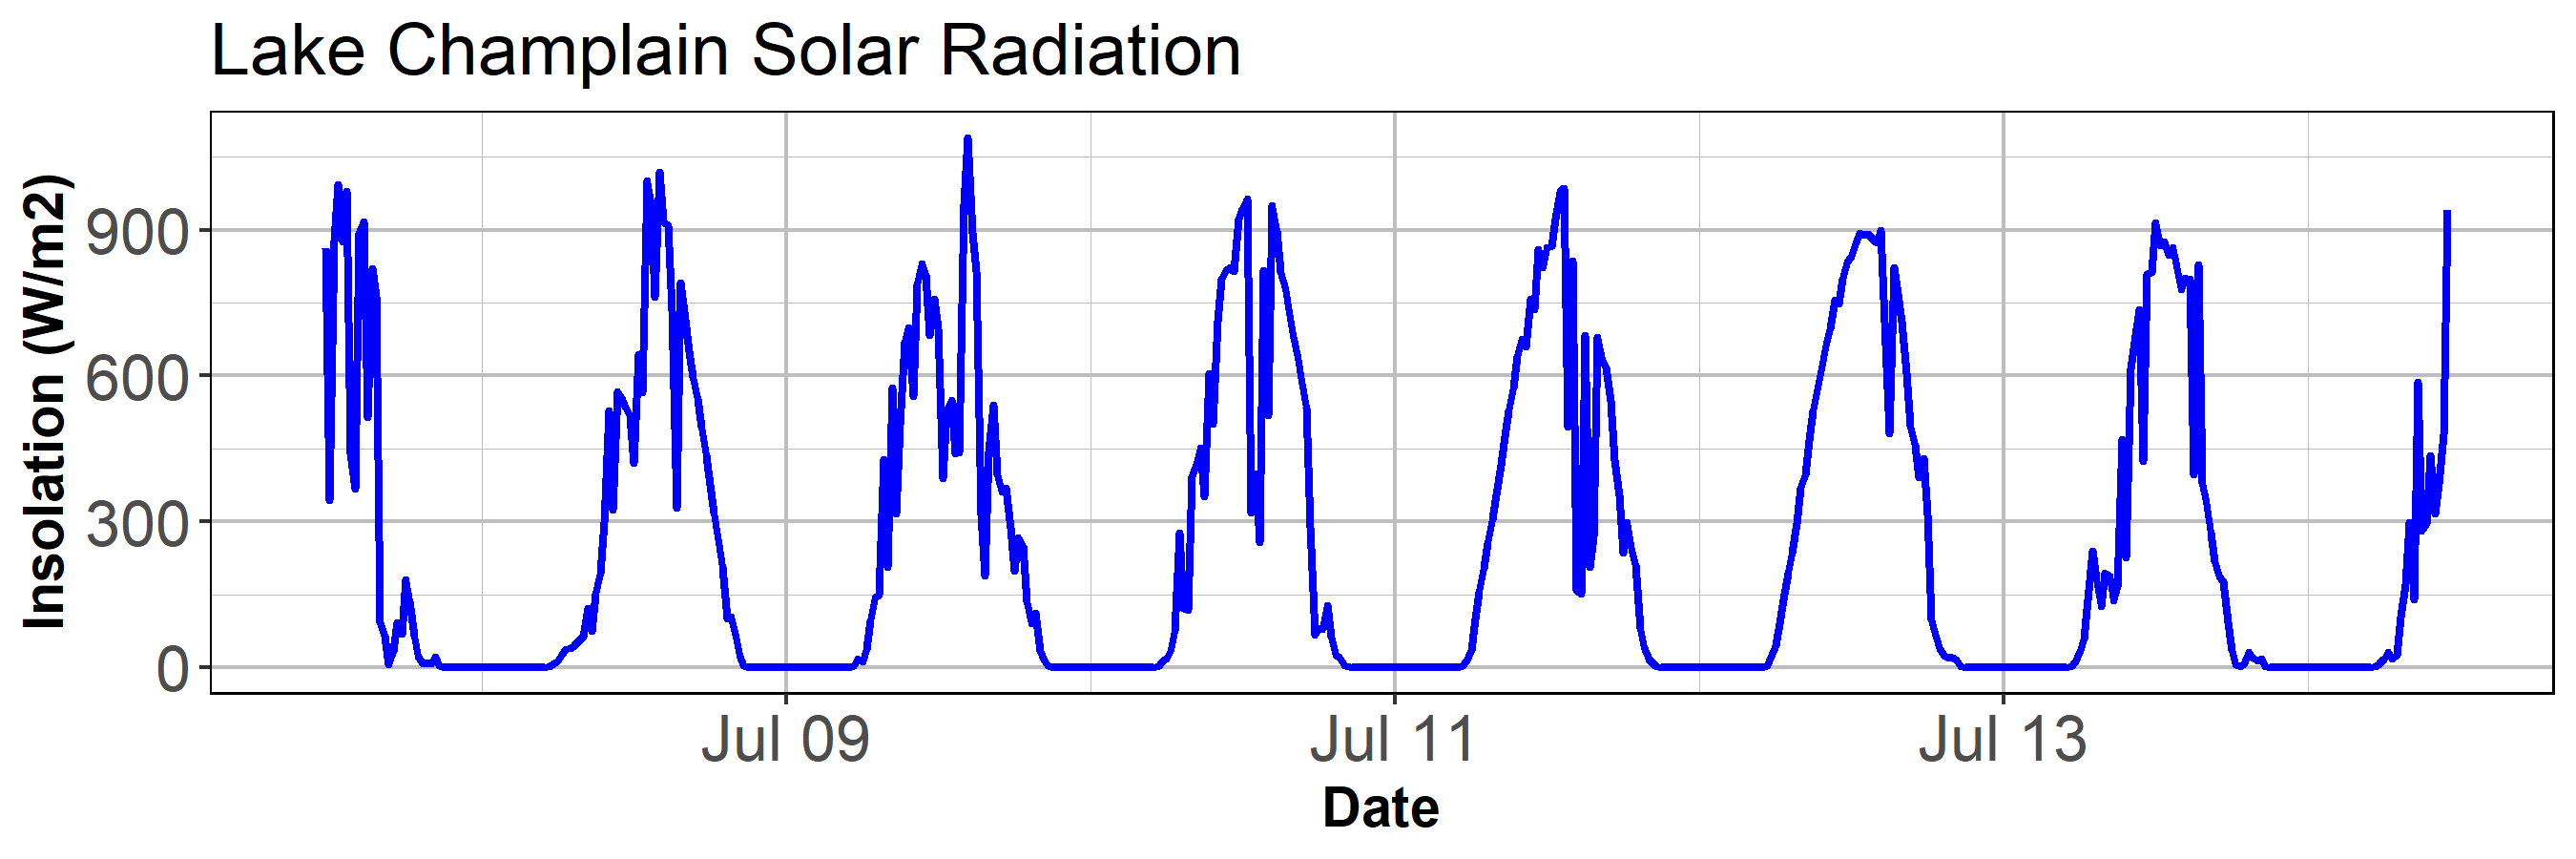 Lake Champlain Solar Radiation
Insolation (W/m2)
900
600
300
0
Jul 09
Jul 11
Jul 13
Date